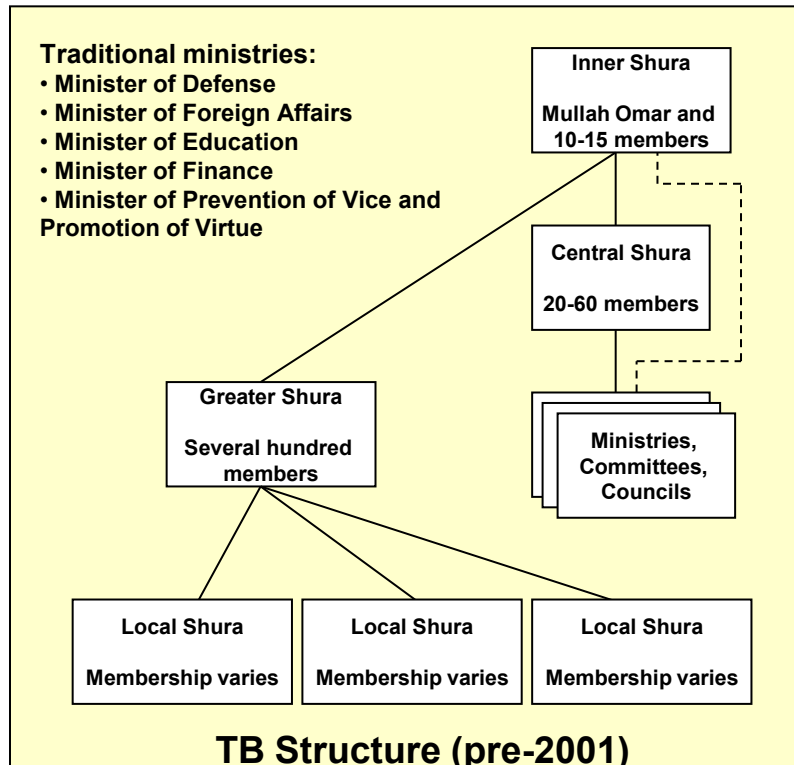 Traditional ministries:
• Minister of Defense
• Minister of Foreign Affairs
• Minister of Education
• Minister of Finance
• Minister of Prevention of Vice and
Promotion of Virtue
Inner Shura
Mullah Omar and
10-15 members
Central Shura
20-60 members
Ministries,
Committees,
Councils
Greater Shura
Several hundred
members
Local Shura
Membership varies
Local Shura
Membership varies
Local Shura
Membership varies
TB Structure (pre-2001)